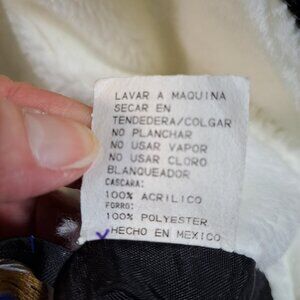 LAVAR A MAQUINA
SECAR EN
TENDEDERA/COLGAR
NO PLANCHAR
NO USAR VAPOR
NO USAR CLORO
BLANQUEADOR
CASCARA:
100% ACRILICO
FORRO:
100% POLYESTER
HECHO EN MEXICO